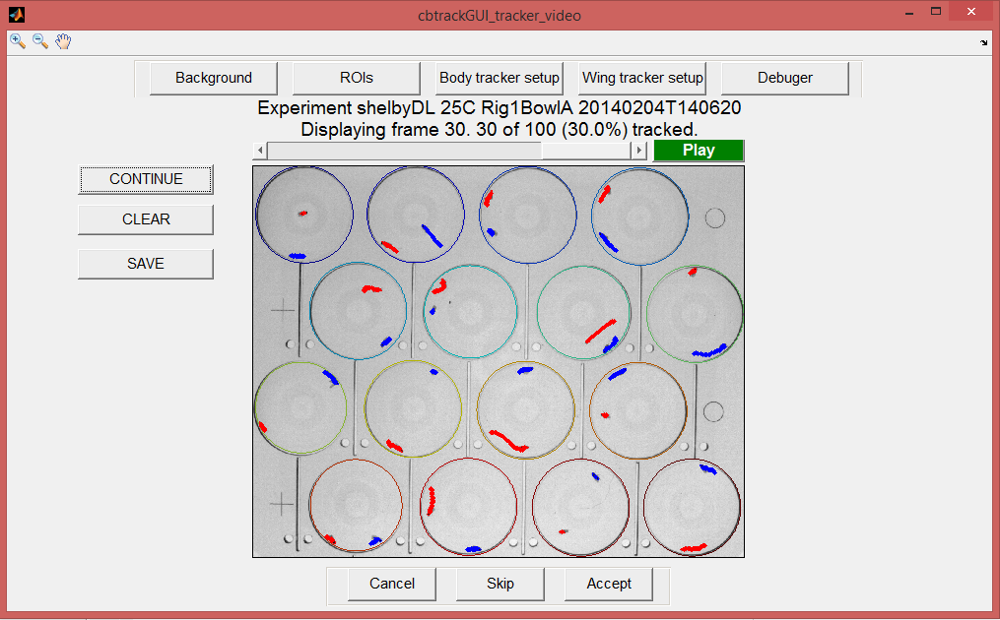 cbtrackGUI_tracker_video
Background ROIs Body tracker setup Wing tracker setup Debuger
Experiment shelbyDL 25C Rig1BowlA 20140204T140620
Displaying frame 30. 30 of 100 (30.0%) tracked.
Play
CONTINUE
CLEAR
SAVE
Cancel Skip Accept